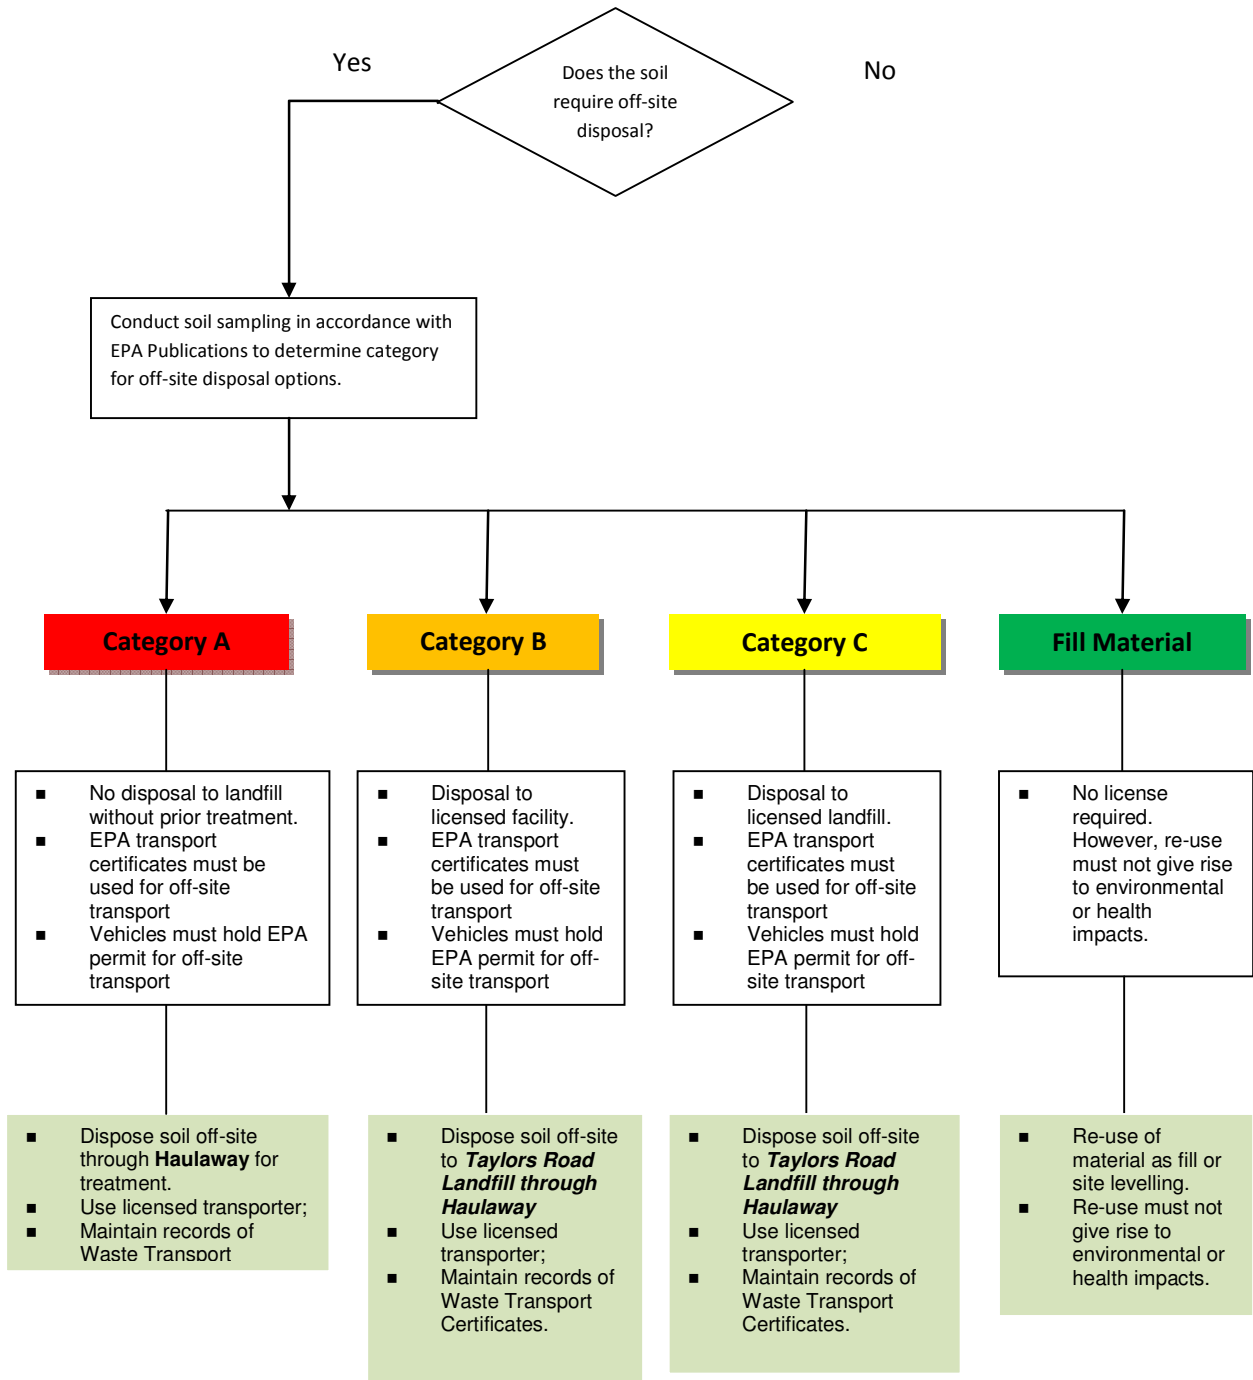 Yes
Does the soil
require off-site
disposal?
No
Conduct soil sampling in accordance with
EPA Publications to determine category
for off-site disposal options.
Category A
Category B
Category C
Fill Material
■ No disposal to landfill
without prior treatment.
■ EPA transport
certificates must be
used for off-site
transport
■ Vehicles must hold EPA
permit for off-site
transport
■ Disposal to
licensed facility.
■ EPA transport
certificates must
be used for off-site
transport
■ Vehicles must hold
EPA permit for off-
site transport
■ Disposal to
licensed landfill.
■ EPA transport
certificates must
be used for off-site
transport
■ Vehicles must hold
EPA permit for off-
site transport
■ No license
required.
However, re-use
must not give rise
to environmental
or health
impacts.
■ Dispose soil off-site
through Haulaway for
treatment.
■ Use licensed transporter;
■ Maintain records of
Waste Transport
■ Dispose soil off-site
to Taylors Road
Landfill through
Haulaway
■ Use licensed
transporter;
■ Maintain records of
Waste Transport
Certificates.
■ Dispose soil off-site
to Taylors Road
Landfill through
Haulaway
■ Use licensed
transporter;
■ Maintain records of
Waste Transport
Certificates.
■ Re-use of
material as fill or
site levelling.
■ Re-use must not
give rise to
environmental or
health impacts.